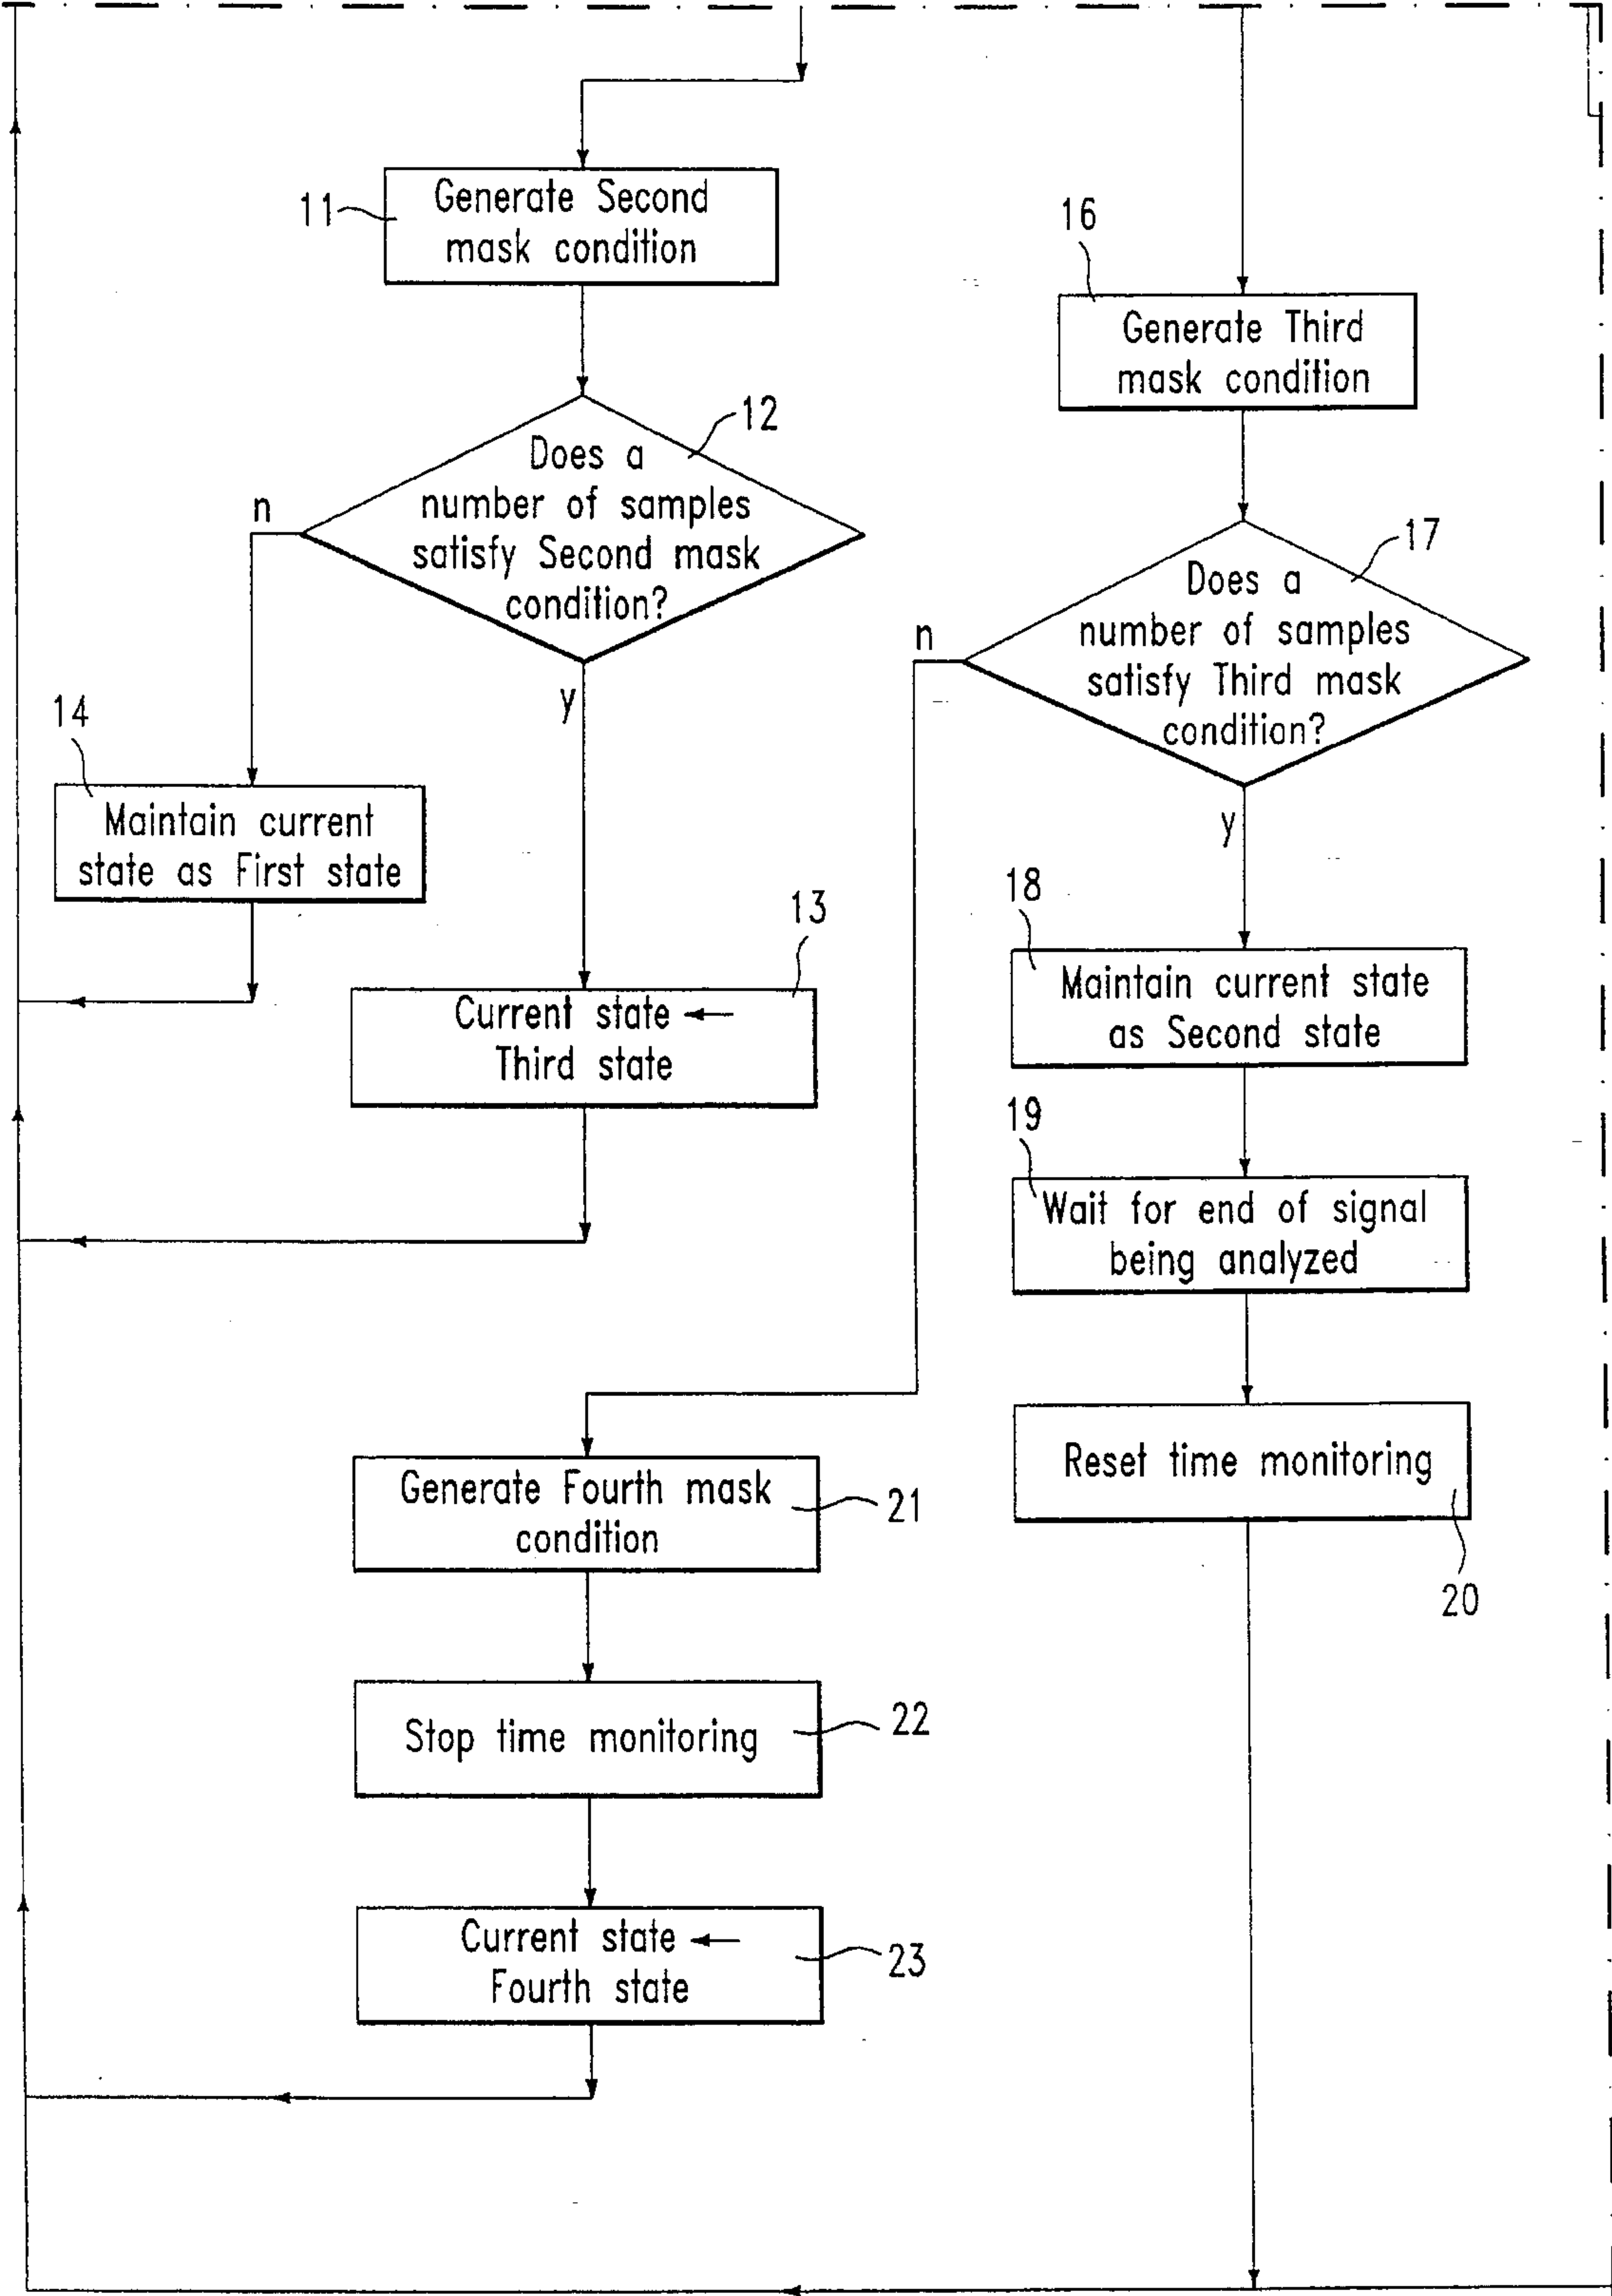 11
Generate Second
mask condition
16
Generate Third
mask condition
12
Does a
number of samples
satisfy Second mask
condition?
n
y
17
Does a
number of samples
satisfy Third mask
condition?
n
y
14
Maintain current
state as First state
13
Current state ←
Third state
18
Maintain current state
as Second state
19
Wait for end of signal
being analyzed
Reset time monitoring
20
Generate Fourth mask
condition
21
Stop time monitoring
22
Current state ←
Fourth state
23